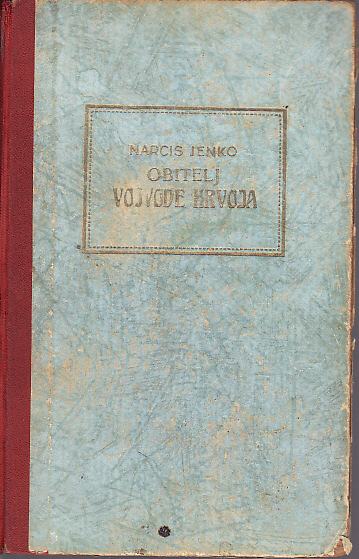 NARCIS JENKO
OBITELJ
VOJVODE HRVOJA